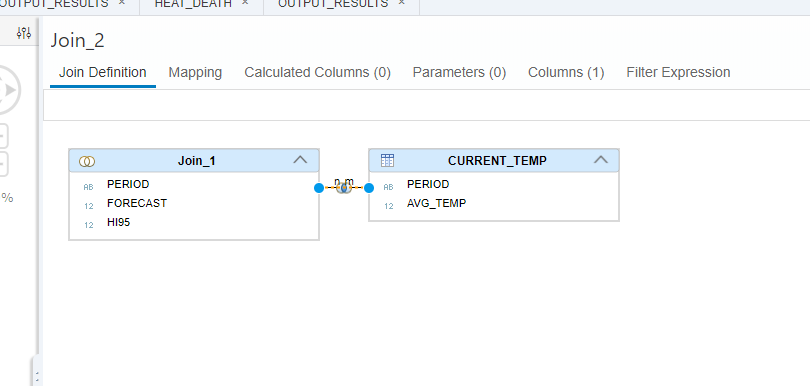 OUTPUT_RESULTS × HEAT_DEATH × OUTPUT_RESULTS ×
Join_2
Join Definition Mapping Calculated Columns (0) Parameters (0) Columns (1) Filter Expression
Join_1
AB PERIOD
12 FORECAST
12 HI95
n m
CURRENT_TEMP
AB PERIOD
12 AVG_TEMP
%